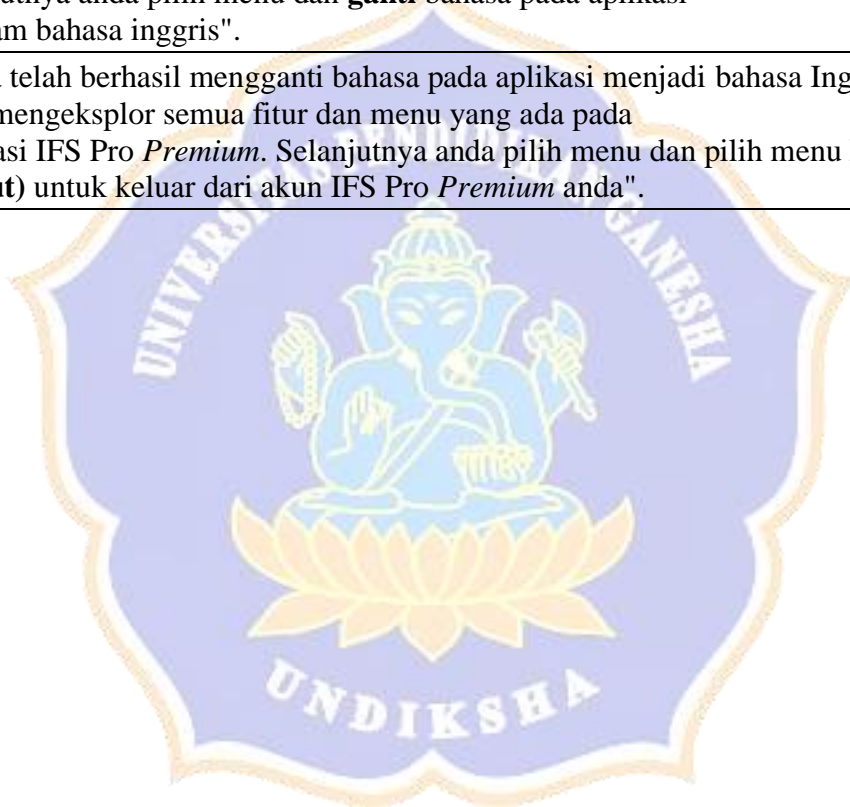 utnya anda pilih menu dan ganti bahasa pada aplikasi
am bahasa inggris".
telah berhasil mengganti bahasa pada aplikasi menjadi bahasa Ing
mengeksplor semua fitur dan menu yang ada pada
asi IFS Pro Premium. Selanjutnya anda pilih menu dan pilih menu
ut) untuk keluar dari akun IFS Pro Premium anda".
UNIVERSITAS PENDIDIKAN GANESHA
UNDIKSHA